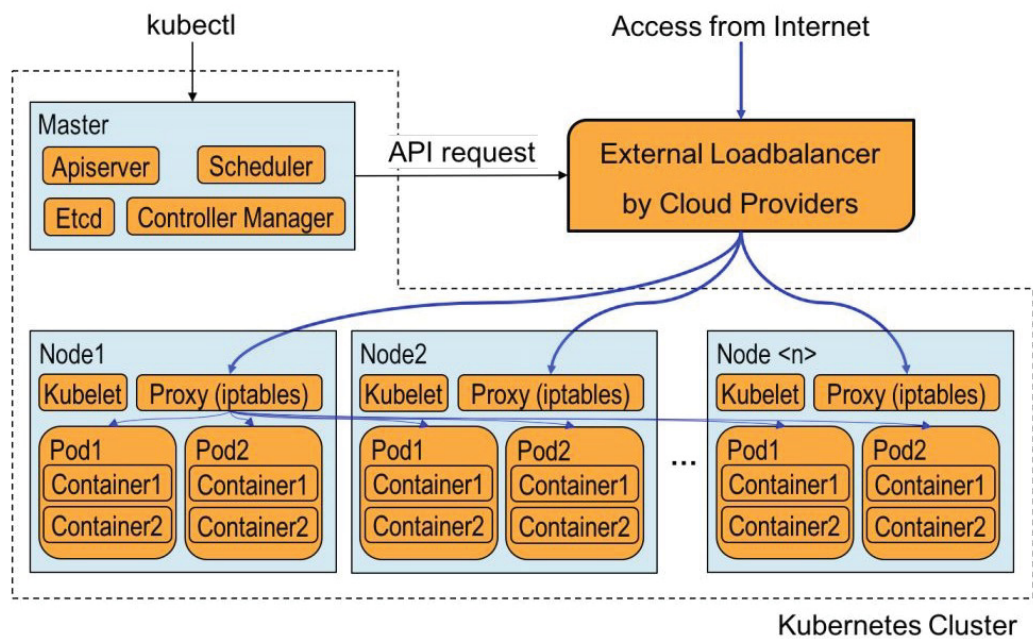 kubectl
Access from Internet
Master
Apiserver
Scheduler
Etcd
Controller Manager
API request
External Loadbalancer
by Cloud Providers
Node1
Kubelet
Proxy (iptables)
Pod1
Container1
Container2
Pod2
Container1
Container2
Node2
Kubelet
Proxy (iptables)
Pod1
Container1
Container2
Pod2
Container1
Container2
...
Node <n>
Kubelet
Proxy (iptables)
Pod1
Container1
Container2
Pod2
Container1
Container2
Kubernetes Cluster